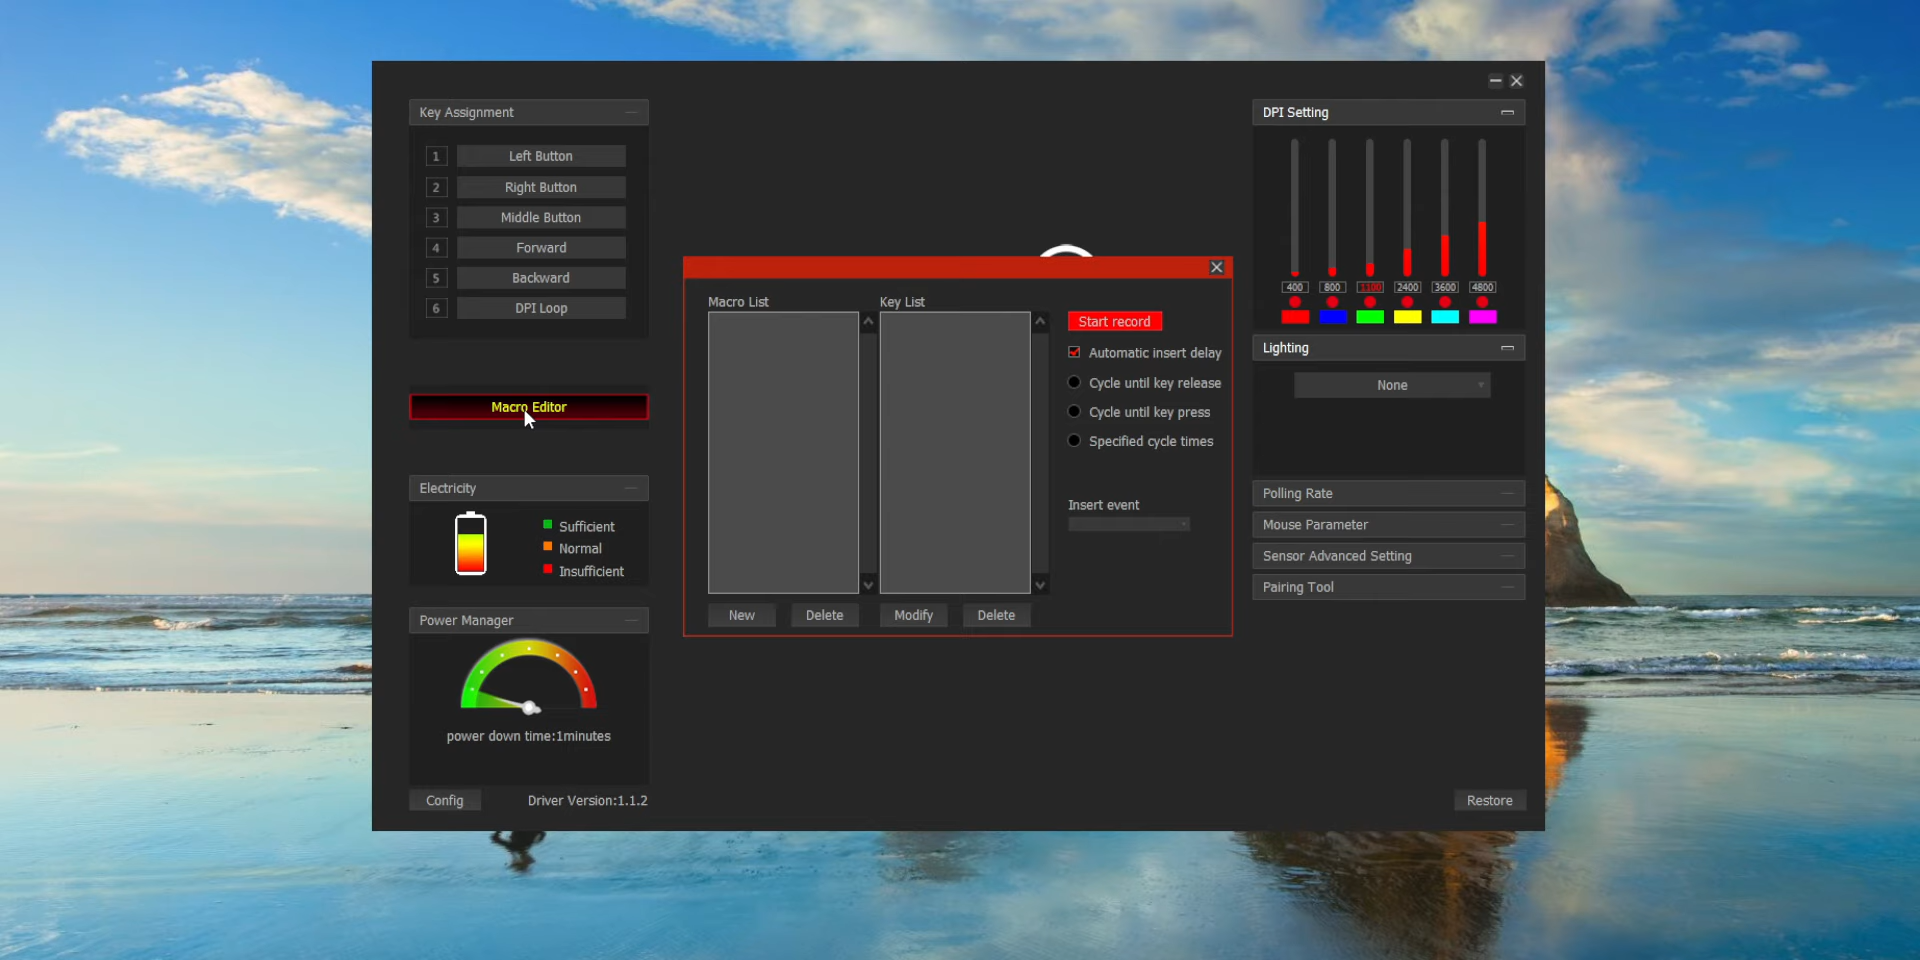 Key Assignment
1 Left Button
2 Right Button
3 Middle Button
4 Forward
5 Backward
6 DPI Loop
Macro Editor
Electricity
Sufficient
Normal
Insufficient
Power Manager
power down time:1minutes
Config
Driver Version:1.1.2
Macro List
Key List
Start record
Automatic insert delay
Cycle until key release
Cycle until key press
Specified cycle times
Insert event
New
Delete
Modify
Delete
DPI Setting
400 800 1100 2400 3600 4800
Lighting
None
Polling Rate
Mouse Parameter
Sensor Advanced Setting
Pairing Tool
Restore